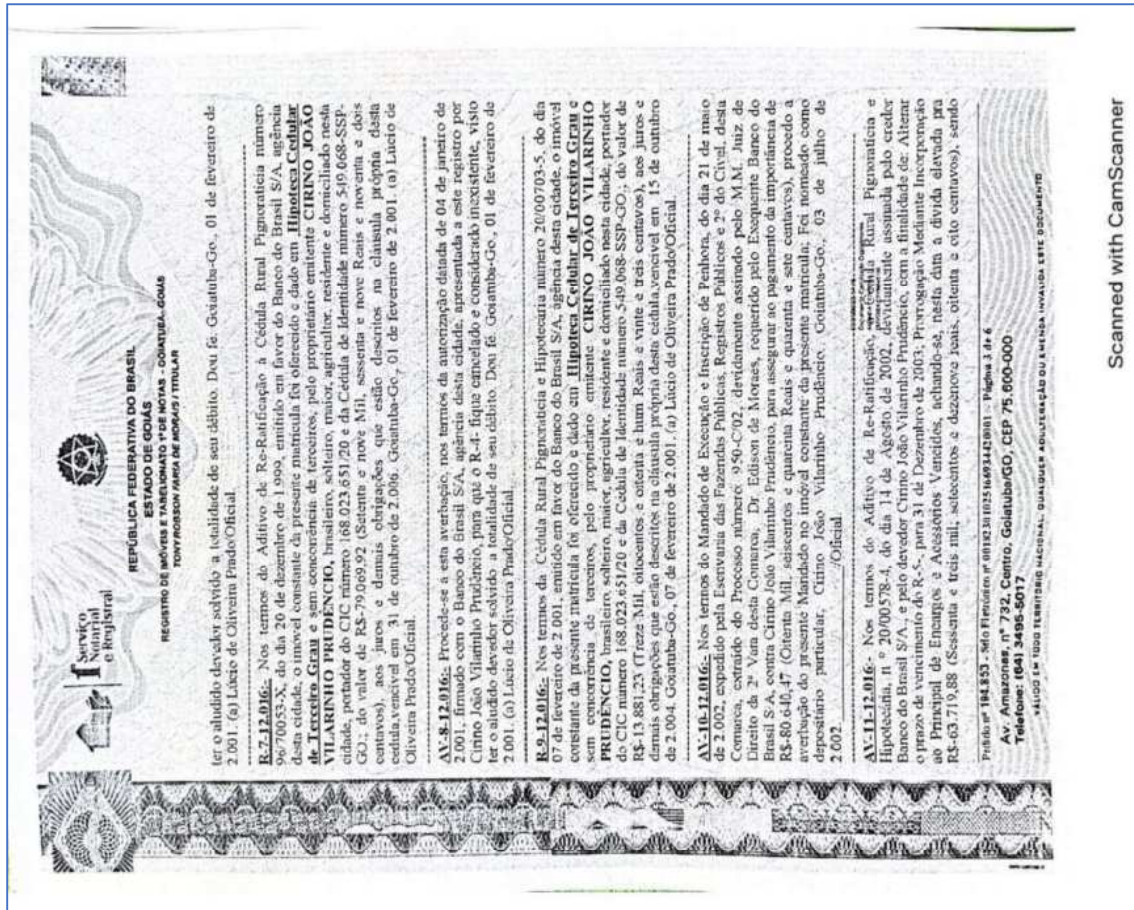 Serviço
Notarial
e Registral
REPÚBLICA FEDERATIVA DO BRASIL
ESTADO DE GOIÁS
REGISTRO DE IMÓVEIS E TABELIONATO 1º DE NOTAS - GOIATUBA-GOIÁS
TONYROBSON FARIA DE MORAIS / TITULAR
ter o aludido devedor solvido a totalidade de seu débito. Dou fé. Goiatuba-Go., 01 de fevereiro de
2.001. (a) Lúcio de Oliveira Prado/Oficial.
R-7-12.016:- Nos termos do Aditivo de Re-Ratificação à Cédula Rural Pignoratícia número
96/70053-X, do dia 20 de dezembro de 1.999, emitido em favor do Banco do Brasil S/A, agência
desta cidade, o imóvel constante da presente matrícula foi oferecido e dado em Hipoteca Cedular
de Terceiro Grau e sem concorrência de terceiros, pelo proprietário emitente CIRINO JOÃO
VILARINHO PRUDÊNCIO, brasileiro, solteiro, maior, agricultor, residente e domiciliado nesta
cidade, portador do CIC número 168.023.651/20 e da Cédula de Identidade número 549.068-SSP-
GO.; do valor de R$-79.069,92 (Setenta e nove Mil, sessenta e nove Reais e noventa e dois
centavos), aos juros e demais obrigações que estão descritos na cláusula própria desta
cedula,vencível em 31 de outubro de 2.006. Goiatuba-Go., 01 de fevereiro de 2.001. (a) Lúcio de
Oliveira Prado/Oficial.
AV-8-12.016:- Procede-se à esta averbação, nos termos da autorização datada de 04 de janeiro de
2.001, firmado com o Banco do Brasil S/A, agência desta cidade, apresentada a este registro por
Cirino João Vilarinho Prudêncio, para que o R-4- fique cancelado e considerado inexistente, visto
ter o aludido devedor solvido a totalidade de seu débito. Dou fé. Goiatuba-Go., 01 de fevereiro de
2.001. (a) Lúcio de Oliveira Prado/Oficial.
R-9-12.016:- Nos termos da Cédula Rural Pignoratícia e Hipotecária número 20/00703-5, do dia
07 de fevereiro de 2.001, emitido em favor do Banco do Brasil S/A, agência desta cidade, o imóvel
constante da presente matrícula foi oferecido e dado em Hipoteca Cedular de Terceiro Grau e
sem concorrência de terceiros, pelo proprietário emitente CIRINO JOÃO VILARINHO
PRUDÊNCIO, brasileiro, solteiro, maior, agricultor, residente e domiciliado nesta cidade, portador
do CIC número 168.023.651/20 e da Cédula de Identidade número 549.068-SSP-GO.; do valor de
R$-13.881,23 (Treze Mil, oitocentos e oitenta e hum Reais e vinte e treis centavos), aos juros e
demais obrigações que estão descritos na cláusula própria desta cédula,vencível em 15 de outubro
de 2.004. Goiatuba-Go., 07 de fevereiro de 2.001. (a) Lúcio de Oliveira Prado/Oficial.
AV-10-12.016:- Nos termos do Mandado de Execução e Inscrição de Penhora, do dia 21 de maio
de 2.002, expedido pela Escrivania das Fazendas Públicas, Registros Públicos e 2º do Cível, desta
Comarca, extraído do Processo número: 950-C/02, devidamente assinado pelo M.M. Juiz de
Direito da 2ª Vara desta Comarca, Dr Edison de Moraes, requerido pelo Exequente Banco do
Brasil S/A, contra Cirino João Vilarinho Prudêncio, para assegurar ao pagamento da importância de
R$-80.640,47 (Oitenta Mil, seiscentos e quarenta Reais e quarenta e sete centavos), procedo a
averbação do presente Mandado no imóvel constante da presente matrícula; Foi nomeado como
depositário particular, Cirino João Vilarinho Prudêncio. Goiatuba-Go., 03 de julho de
2.002. /Oficial
AV-11-12.016:- Nos termos do Aditivo de Re-Ratificação, Cédula Rural Pignoratícia e
Hipotecária, n º 20/00578-4, do dia 14 de Agosto de 2002, devidamente assinada pelo credor
Banco do Brasil S/A., e pelo devedor Cirino João Vilarinho Prudêncio, com a finalidade de: Alterar
o prazo de vencimento do R-5-, para 31 de Dezembro de 2003; Prorrogação Mediante Incorporação
ao Principal de Encargos e Acessórios Vencidos, achando-se, nesta data a dívida elevada pra
R$-63.719,88 (Sessenta e treis mil, setecentos e dezenove reais, oitenta e oito centavos), sendo
Pedido nº 104.853 - Selo Eletrônico nº 00182301025169344210001 - Página 3 de 6
Av. Amazonas, nº 732, Centro, Goiatuba/GO, CEP 75.600-000
Telefone: (64) 3495-5017
VÁLIDO EM TODO TERRITÓRIO NACIONAL, QUALQUER ADULTERAÇÃO OU EMENDA INVALIDA ESTE DOCUMENTO
Scanned with CamScanner